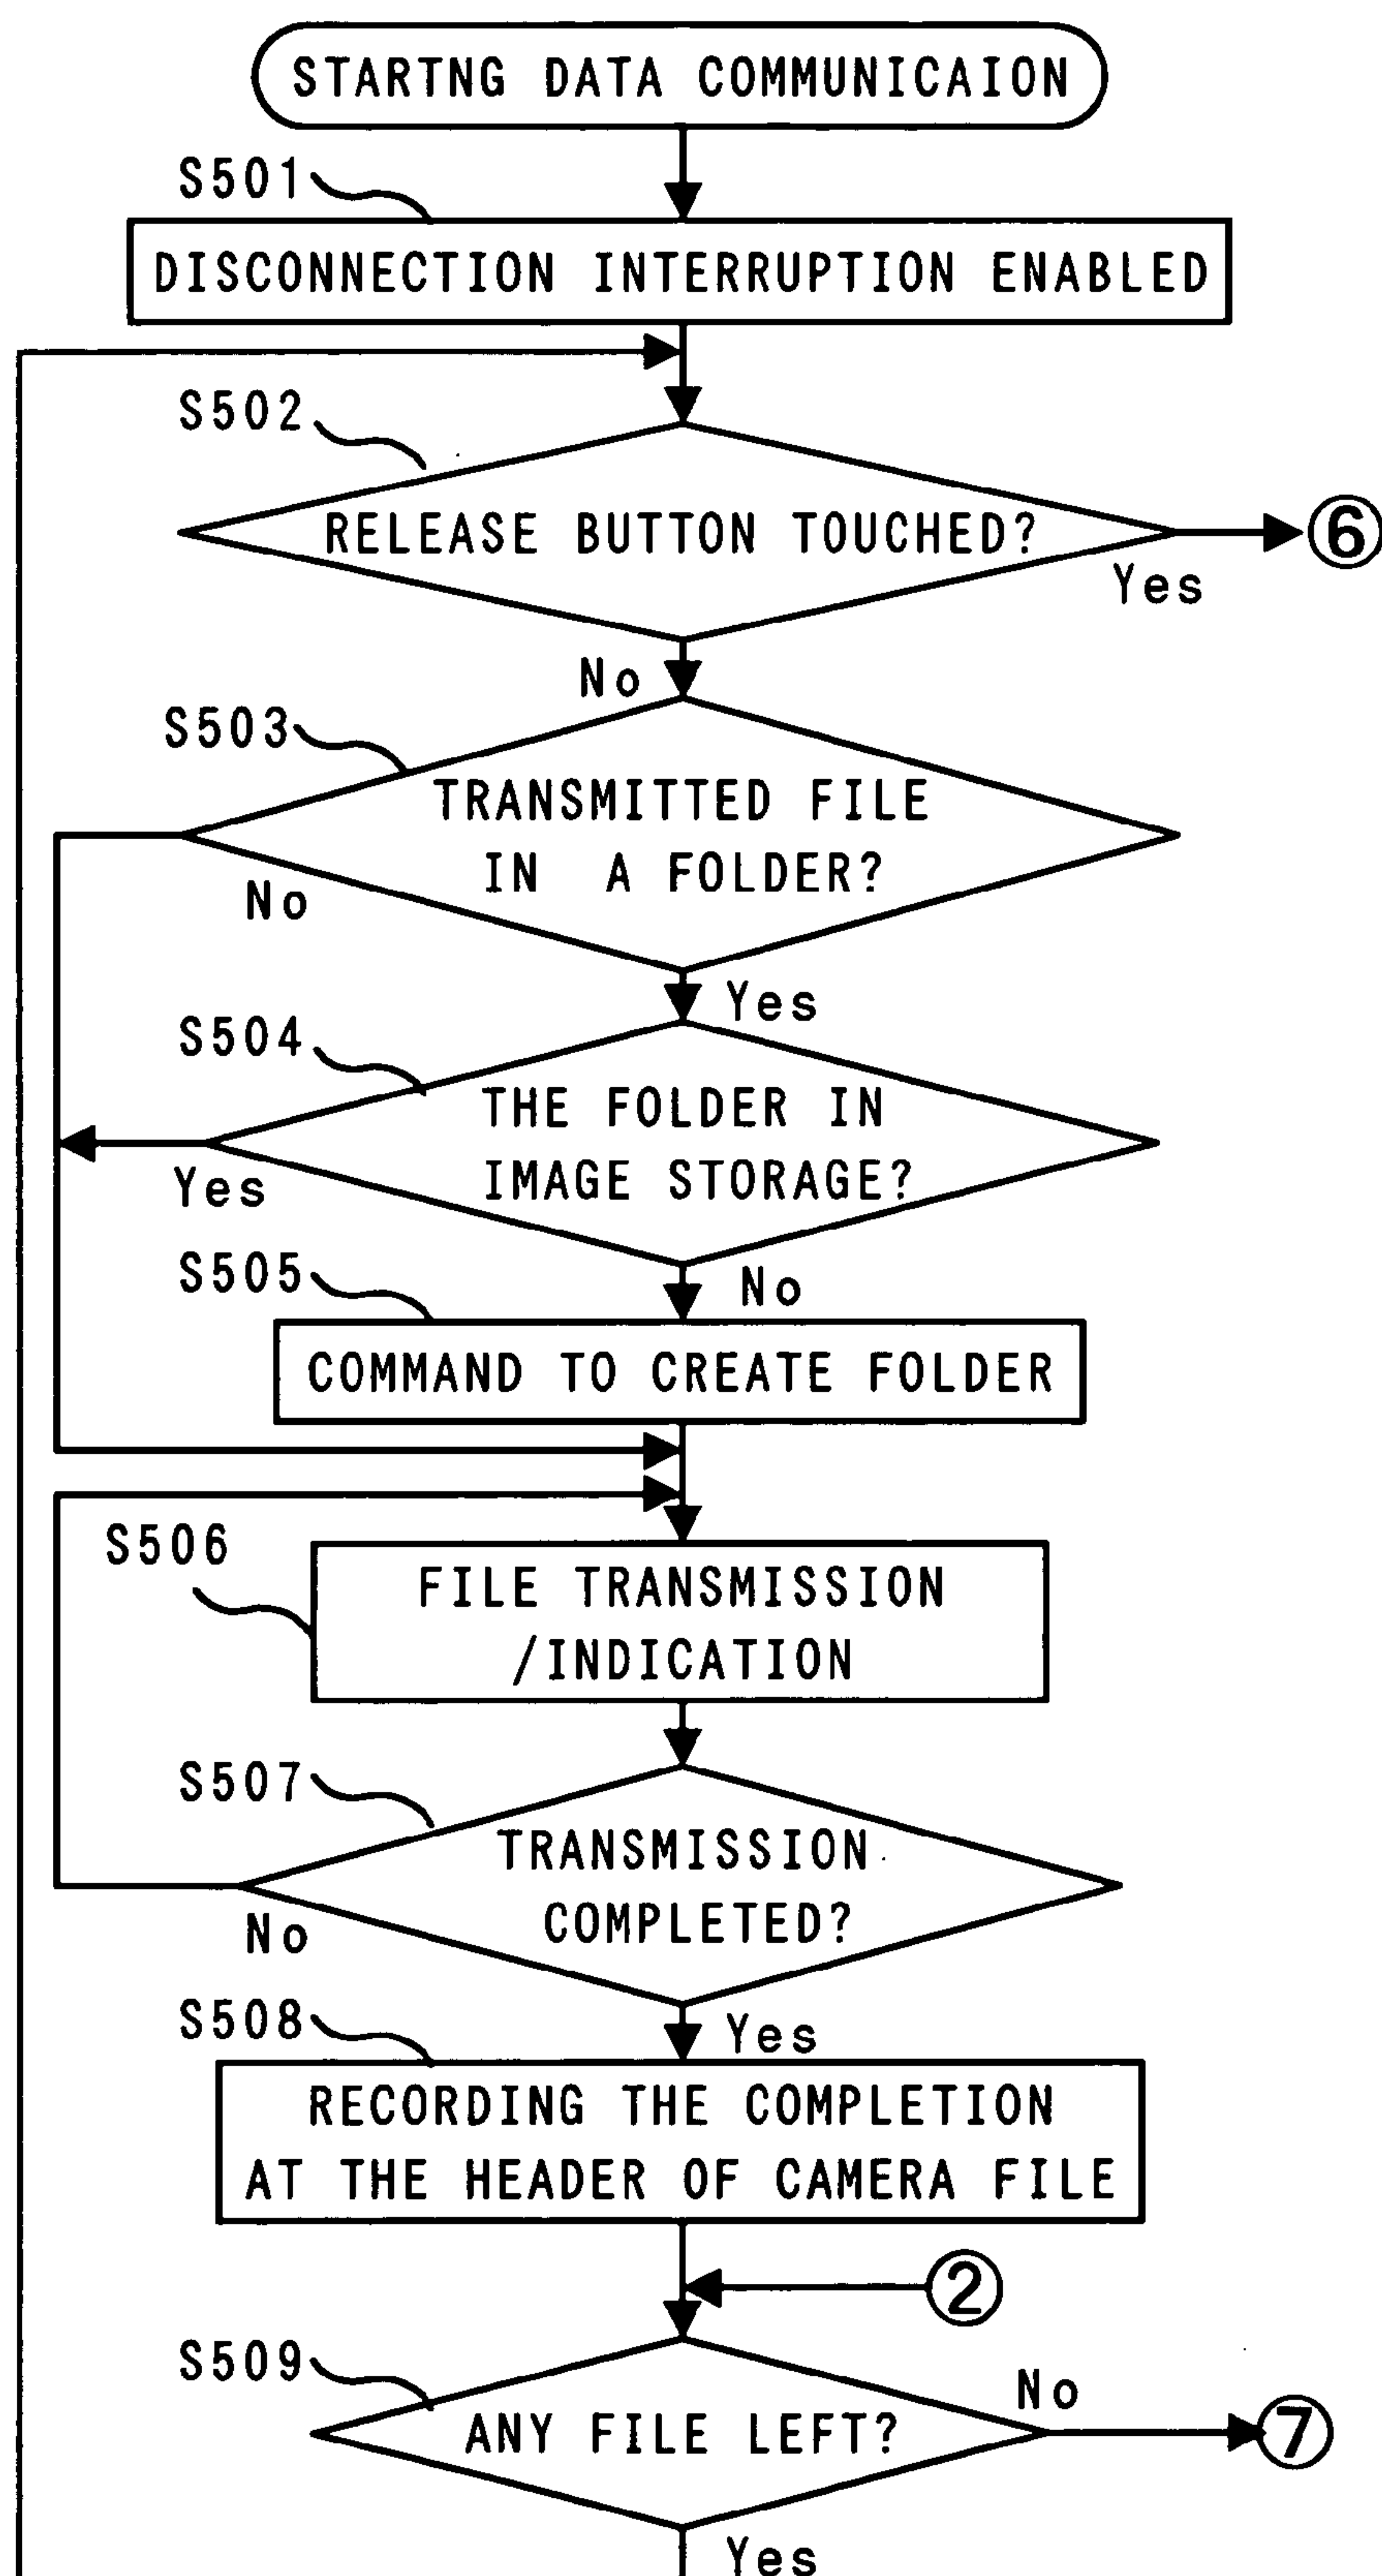 STARTNG DATA COMMUNICAION
S501
DISCONNECTION INTERRUPTION ENABLED
S502
RELEASE BUTTON TOUCHED?
⑥
Yes
No
S503
TRANSMITTED FILE
IN A FOLDER?
No
Yes
S504
THE FOLDER IN
IMAGE STORAGE?
Yes
S505
No
COMMAND TO CREATE FOLDER
S506
FILE TRANSMISSION
/INDICATION
S507
TRANSMISSION
COMPLETED?
No
S508
Yes
RECORDING THE COMPLETION
AT THE HEADER OF CAMERA FILE
②
S509
No
ANY FILE LEFT?
⑦
Yes